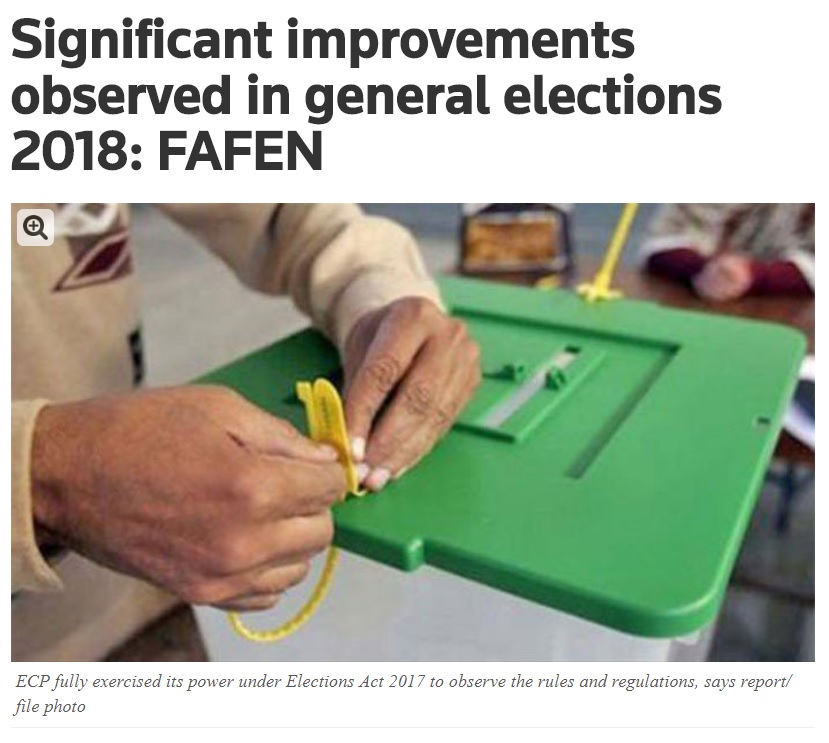 Significant improvements
observed in general elections
2018: FAFEN
ECP fully exercised its power under Elections Act 2017 to observe the rules and regulations, says report/
file photo